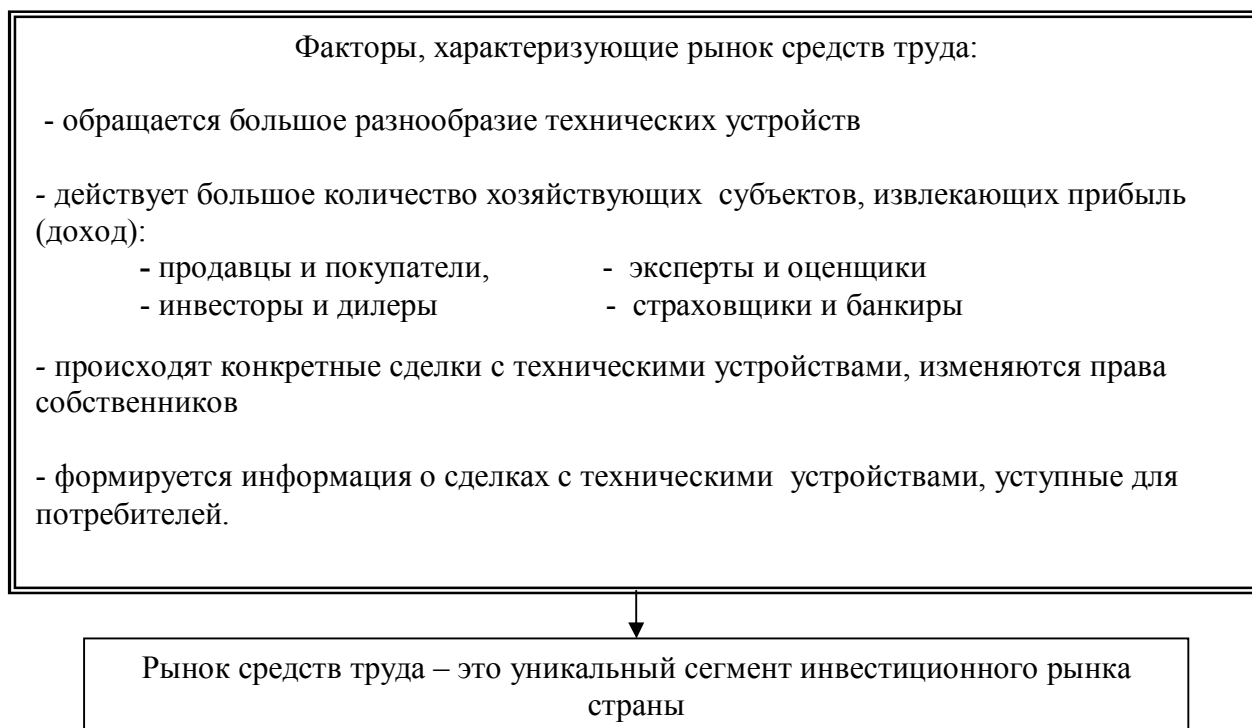 Факторы, характеризующие рынок средств труда:
- обращается большое разнообразие технических устройств
- действует большое количество хозяйствующих субъектов, извлекающих прибыль
(доход):
- продавцы и покупатели, - эксперты и оценщики
- инвесторы и дилеры - страховщики и банкиры
- происходят конкретные сделки с техническими устройствами, изменяются права
собственников
- формируется информация о сделках с техническими устройствами, уступные для
потребителей.
Рынок средств труда – это уникальный сегмент инвестиционного рынка
страны